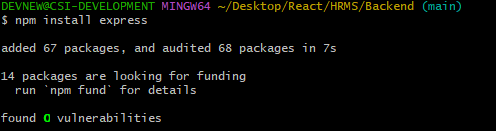 DEVNEW@CSI-DEVELOPMENT MINGW64 ~/Desktop/React/HRMS/Backend (main)
$ npm install express
added 67 packages, and audited 68 packages in 7s
14 packages are looking for funding
  run `npm fund` for details
found 0 vulnerabilities